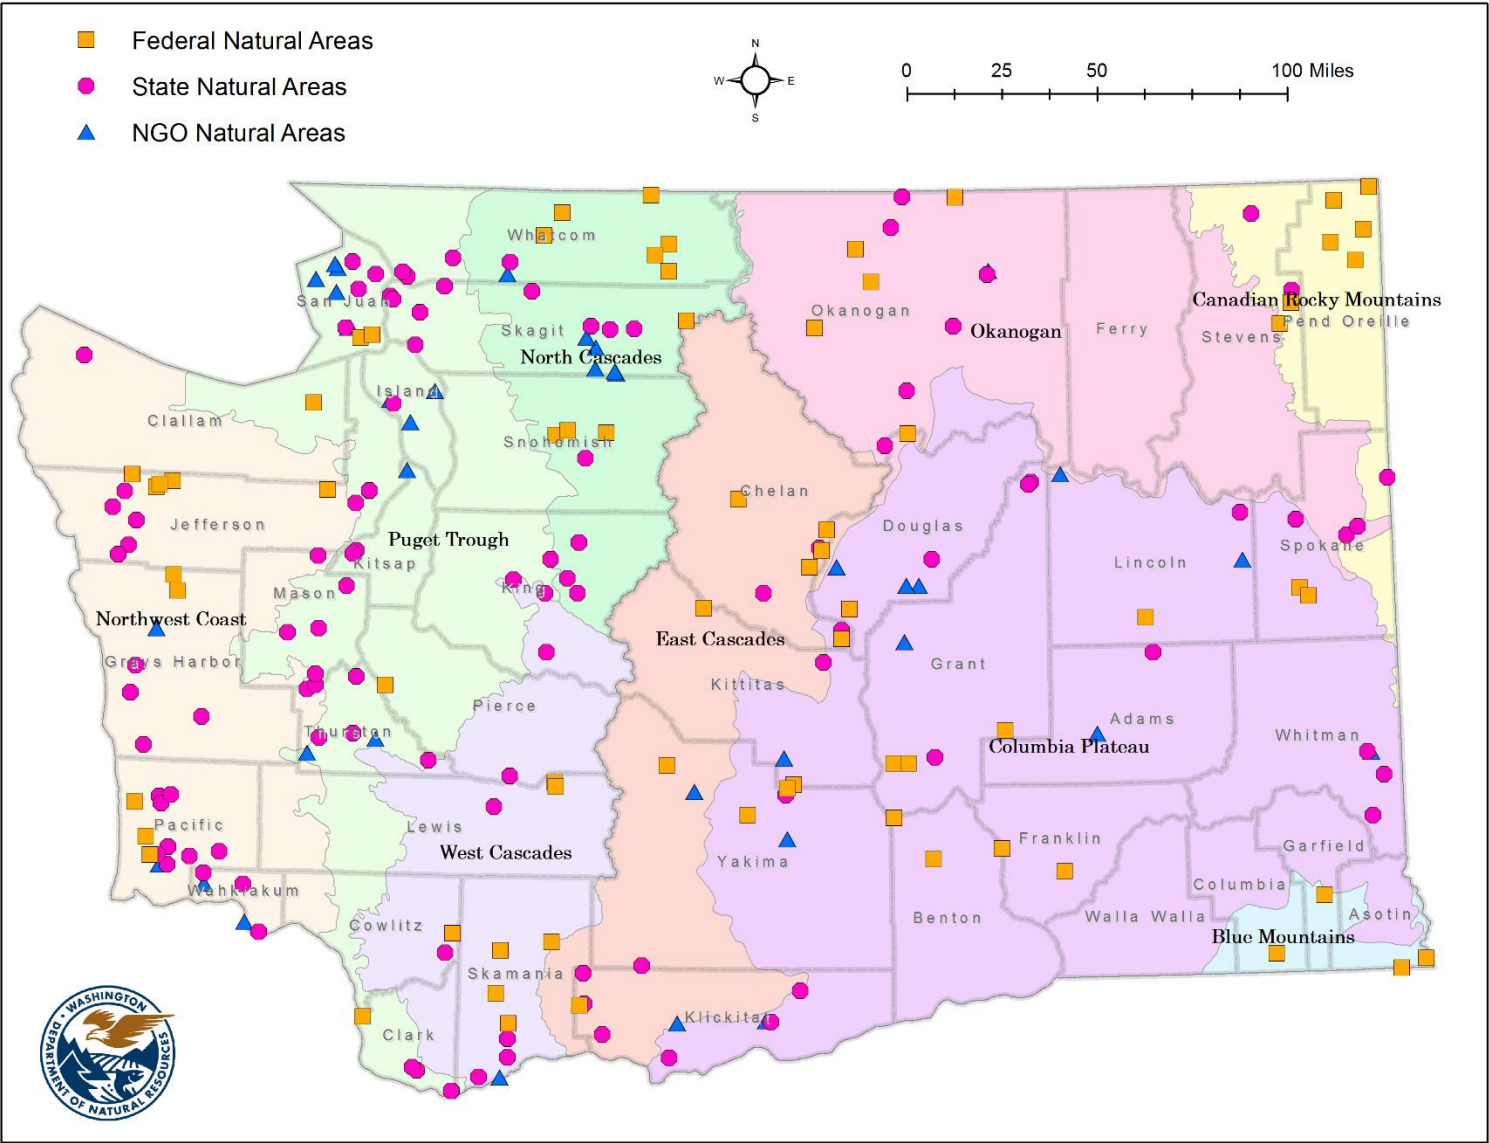 Federal Natural Areas
State Natural Areas
NGO Natural Areas
N
W E
S
0 25 50 100 Miles
Whatcom
San Juan
Skagit
North Cascades
Okanogan
Okanogan
Ferry
Canadian Rocky Mountains
Stevens
Pend Oreille
Clallam
Island
Snohomish
Chelan
Jefferson
Puget Trough
Kitsap
Douglas
Lincoln
Spokane
Mason
King
Northwest Coast
Grays Harbor
East Cascades
Kittitas
Grant
Pierce
Thurston
Columbia Plateau
Adams
Whitman
Pacific
Lewis
West Cascades
Yakima
Franklin
Garfield
Wahkiakum
Cowlitz
Benton
Columbia
Walla Walla
Asotin
Blue Mountains
Skamania
Klickitat
Clark
WASHINGTON
DEPARTMENT OF NATURAL RESOURCES